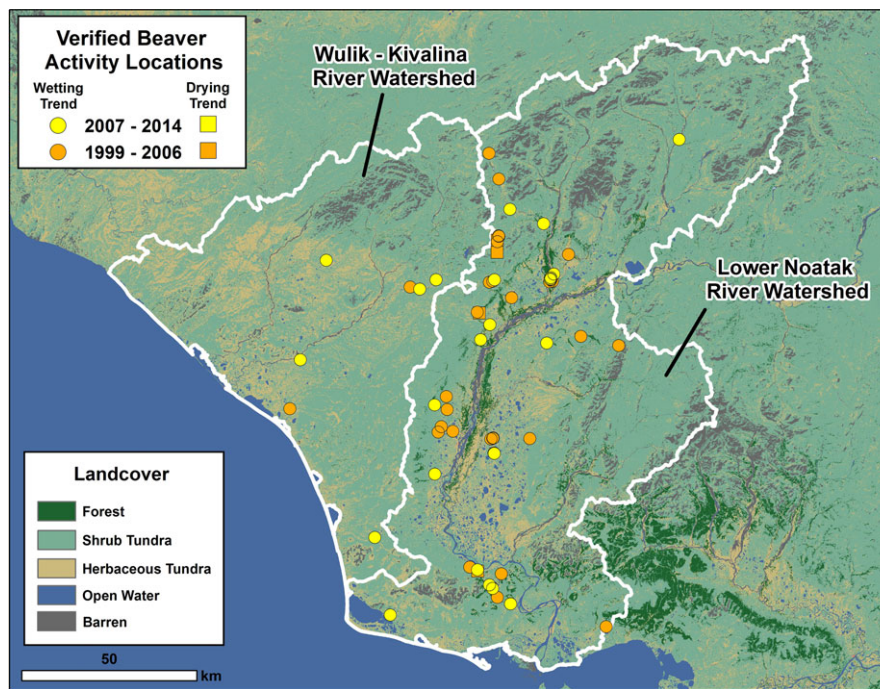 Verified Beaver
Activity Locations
Wetting Trend
Drying Trend
2007 - 2014
1999 - 2006
Wulik - Kivalina
River Watershed
Lower Noatak
River Watershed
Landcover
Forest
Shrub Tundra
Herbaceous Tundra
Open Water
Barren
50
km